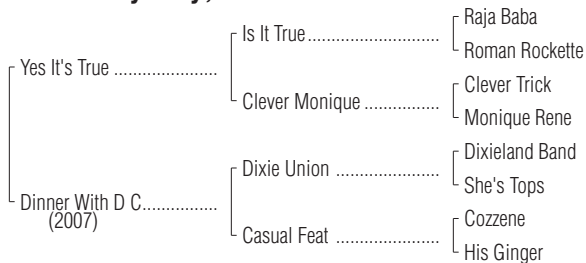 Raja Baba
Is It True
Roman Rockette
Yes It's True
Clever Trick
Clever Monique
Monique Rene
Dixieland Band
Dixie Union
She's Tops
Dinner With D C
(2007)
Cozzene
Casual Feat
His Ginger